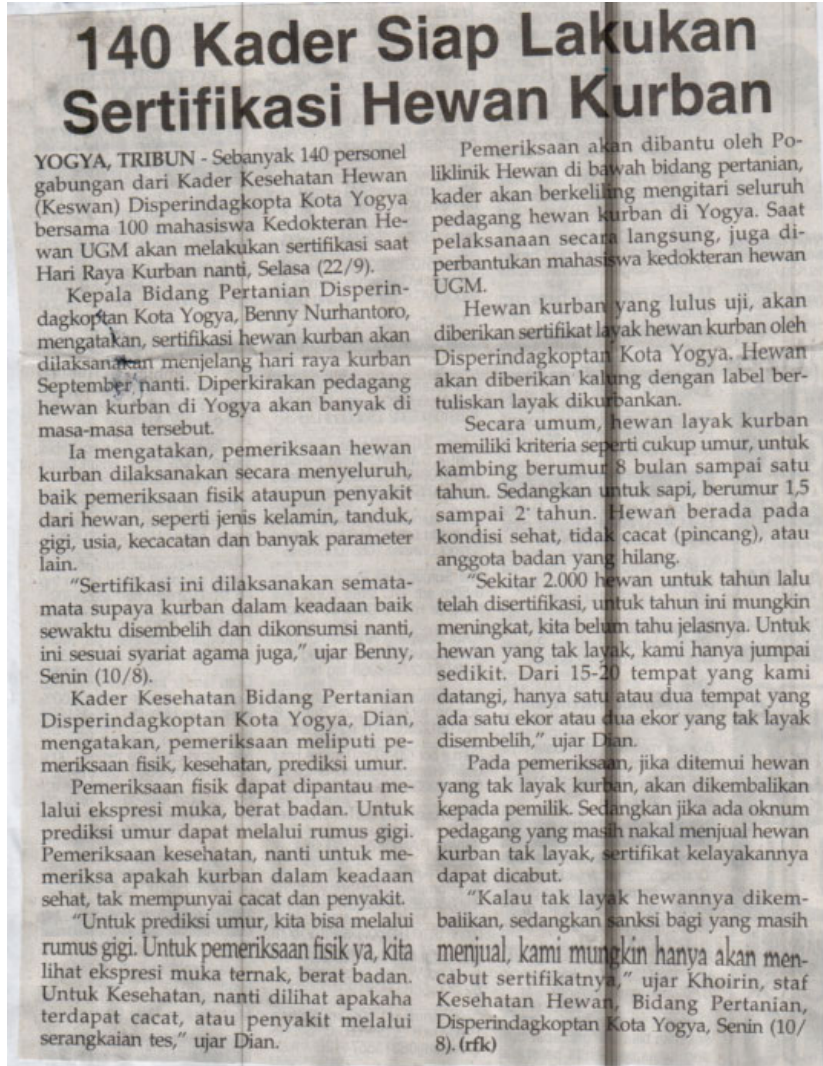 140 Kader Siap Lakukan
Sertifikasi Hewan Kurban
YOGYA, TRIBUN - Sebanyak 140 personel
gabungan dari Kader Kesehatan Hewan
(Keswan) Disperindagkopta Kota Yogya
bersama 100 mahasiswa Kedokteran He-
wan UGM akan melakukan sertifikasi saat
Hari Raya Kurban nanti, Selasa (22/9).
Kepala Bidang Pertanian Disperin-
dagkoptan Kota Yogya, Benny Nurhantoro,
mengatakan, sertifikasi hewan kurban akan
dilaksanakan menjelang hari raya kurban
September nanti. Diperkirakan pedagang
hewan kurban di Yogya akan banyak di
masa-masa tersebut.
Ia mengatakan, pemeriksaan hewan
kurban dilaksanakan secara menyeluruh,
baik pemeriksaan fisik ataupun penyakit
dari hewan, seperti jenis kelamin, tanduk,
gigi, usia, kecacatan dan banyak parameter
lain.
"Sertifikasi ini dilaksanakan semata-
mata supaya kurban dalam keadaan baik
sewaktu disembelih dan dikonsumsi nanti,
ini sesuai syariat agama juga," ujar Benny,
Senin (10/8).
Kader Kesehatan Bidang Pertanian
Disperindagkoptan Kota Yogya, Dian,
mengatakan, pemeriksaan meliputi pe-
meriksaan fisik, kesehatan, prediksi umur.
Pemeriksaan fisik dapat dipantau me-
lalui ekspresi muka, berat badan. Untuk
prediksi umur dapat melalui rumus gigi.
Pemeriksaan kesehatan, nanti untuk me-
meriksa apakah kurban dalam keadaan
sehat, tak mempunyai cacat dan penyakit.
"Untuk prediksi umur, kita bisa melalui
rumus gigi. Untuk pemeriksaan fisik ya, kita
lihat ekspresi muka ternak, berat badan.
Untuk Kesehatan, nanti dilihat apakaha
terdapat cacat, atau penyakit melalui
serangkaian tes," ujar Dian.
Pemeriksaan akan dibantu oleh Po-
liklinik Hewan di bawah bidang pertanian,
kader akan berkeliling mengitari seluruh
pedagang hewan kurban di Yogya. Saat
pelaksanaan secara langsung, juga di-
perbantukan mahasiswa kedokteran hewan
UGM.
Hewan kurban yang lulus uji, akan
diberikan sertifikat layak hewan kurban oleh
Disperindagkoptan Kota Yogya. Hewan
akan diberikan kalung dengan label ber-
tuliskan layak dikurbankan.
Secara umum, hewan layak kurban
memiliki kriteria seperti cukup umur, untuk
kambing berumur 8 bulan sampai satu
tahun. Sedangkan untuk sapi, berumur 1,5
sampai 2 tahun. Hewan berada pada
kondisi sehat, tidak cacat (pincang), atau
anggota badan yang hilang.
"Sekitar 2.000 hewan untuk tahun lalu
telah disertifikasi, untuk tahun ini mungkin
meningkat, kita belum tahu jelasnya. Untuk
hewan yang tak layak, kami hanya jumpai
sedikit. Dari 15-20 tempat yang kami
datangi, hanya satu atau dua tempat yang
ada satu ekor atau dua ekor yang tak layak
disembelih," ujar Dian.
Pada pemeriksaan, jika ditemui hewan
yang tak layak kurban, akan dikembalikan
kepada pemilik. Sedangkan jika ada oknum
pedagang yang masih nakal menjual hewan
kurban tak layak, sertifikat kelayakannya
dapat dicabut.
"Kalau tak layak hewannya dikem-
balikan, sedangkan sanksi bagi yang masih
menjual, kami mungkin hanya akan men-
cabut sertifikatnya," ujar Khoirin, staf
Kesehatan Hewan, Bidang Pertanian,
Disperindagkoptan Kota Yogya, Senin (10/
8). (rfk)